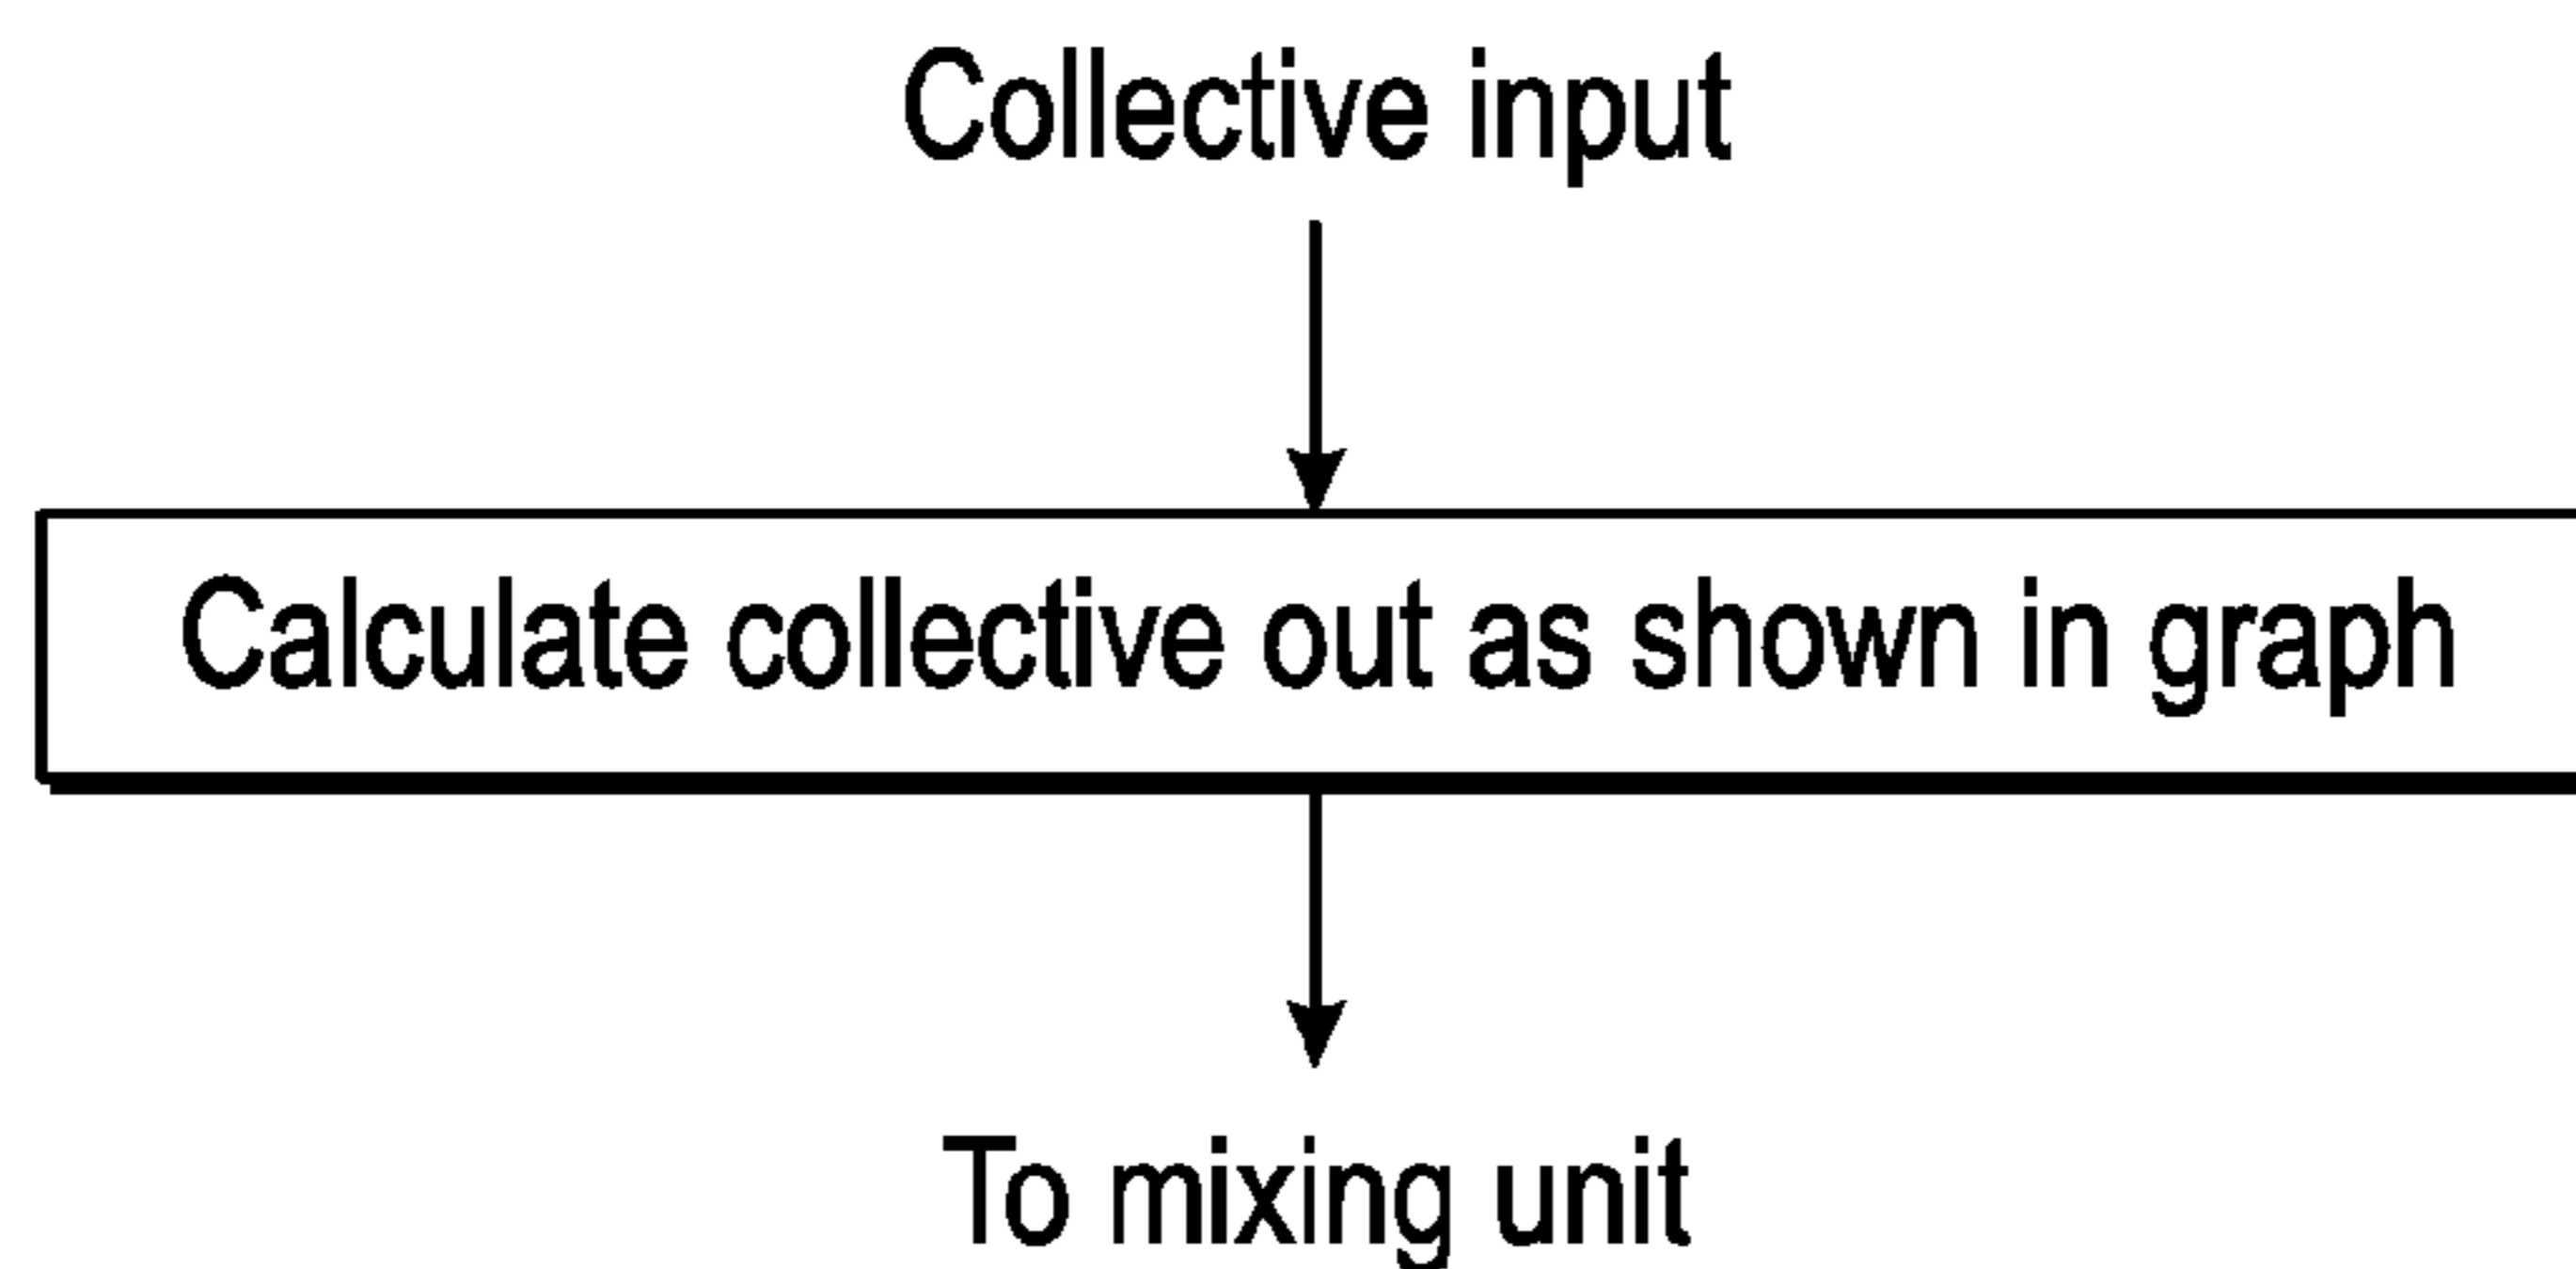 Collective input
Calculate collective out as shown in graph
To mixing unit